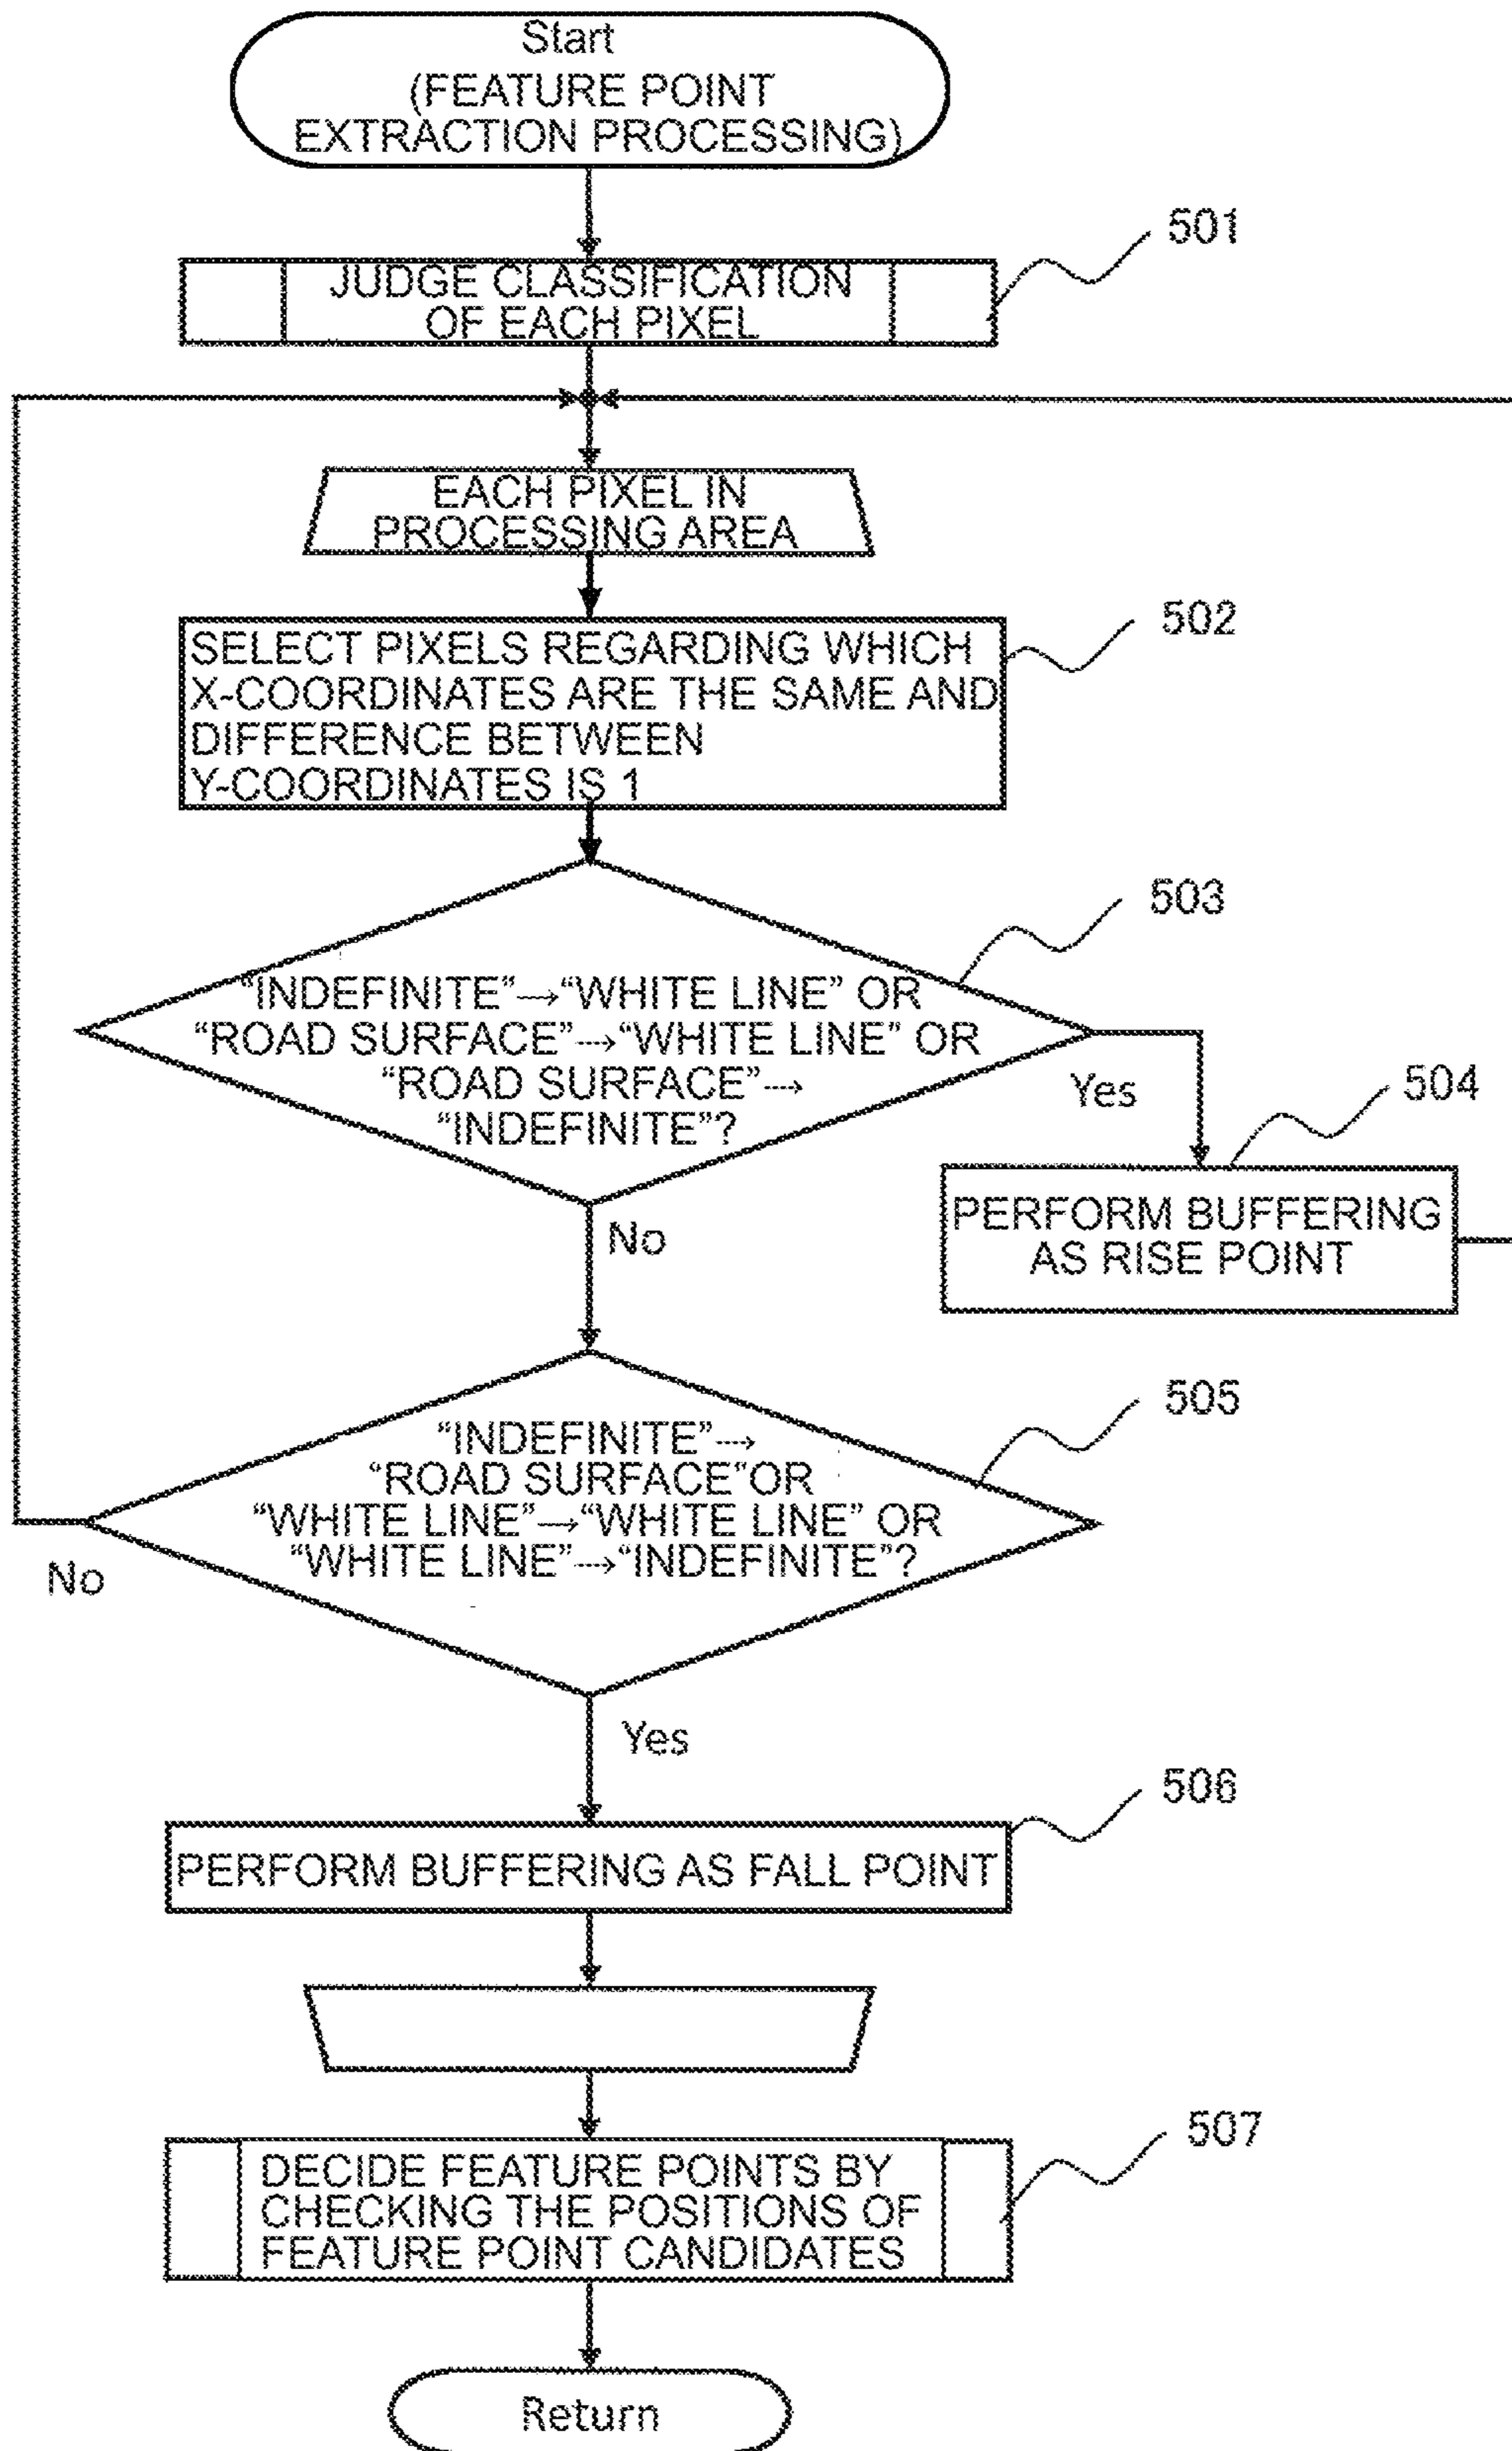 Start
(FEATURE POINT
EXTRACTION PROCESSING)
501
JUDGE CLASSIFICATION
OF EACH PIXEL
EACH PIXEL IN
PROCESSING AREA
502
SELECT PIXELS REGARDING WHICH
X-COORDINATES ARE THE SAME AND
DIFFERENCE BETWEEN
Y-COORDINATES IS 1
503
“INDEFINITE”→“WHITE LINE” OR
“ROAD SURFACE”→“WHITE LINE” OR
“ROAD SURFACE”→
“INDEFINITE”?
Yes
504
PERFORM BUFFERING
AS RISE POINT
No
505
“INDEFINITE”→
“ROAD SURFACE”OR
“WHITE LINE”→“WHITE LINE” OR
“WHITE LINE”→“INDEFINITE”?
No
Yes
506
PERFORM BUFFERING AS FALL POINT
507
DECIDE FEATURE POINTS BY
CHECKING THE POSITIONS OF
FEATURE POINT CANDIDATES
Return